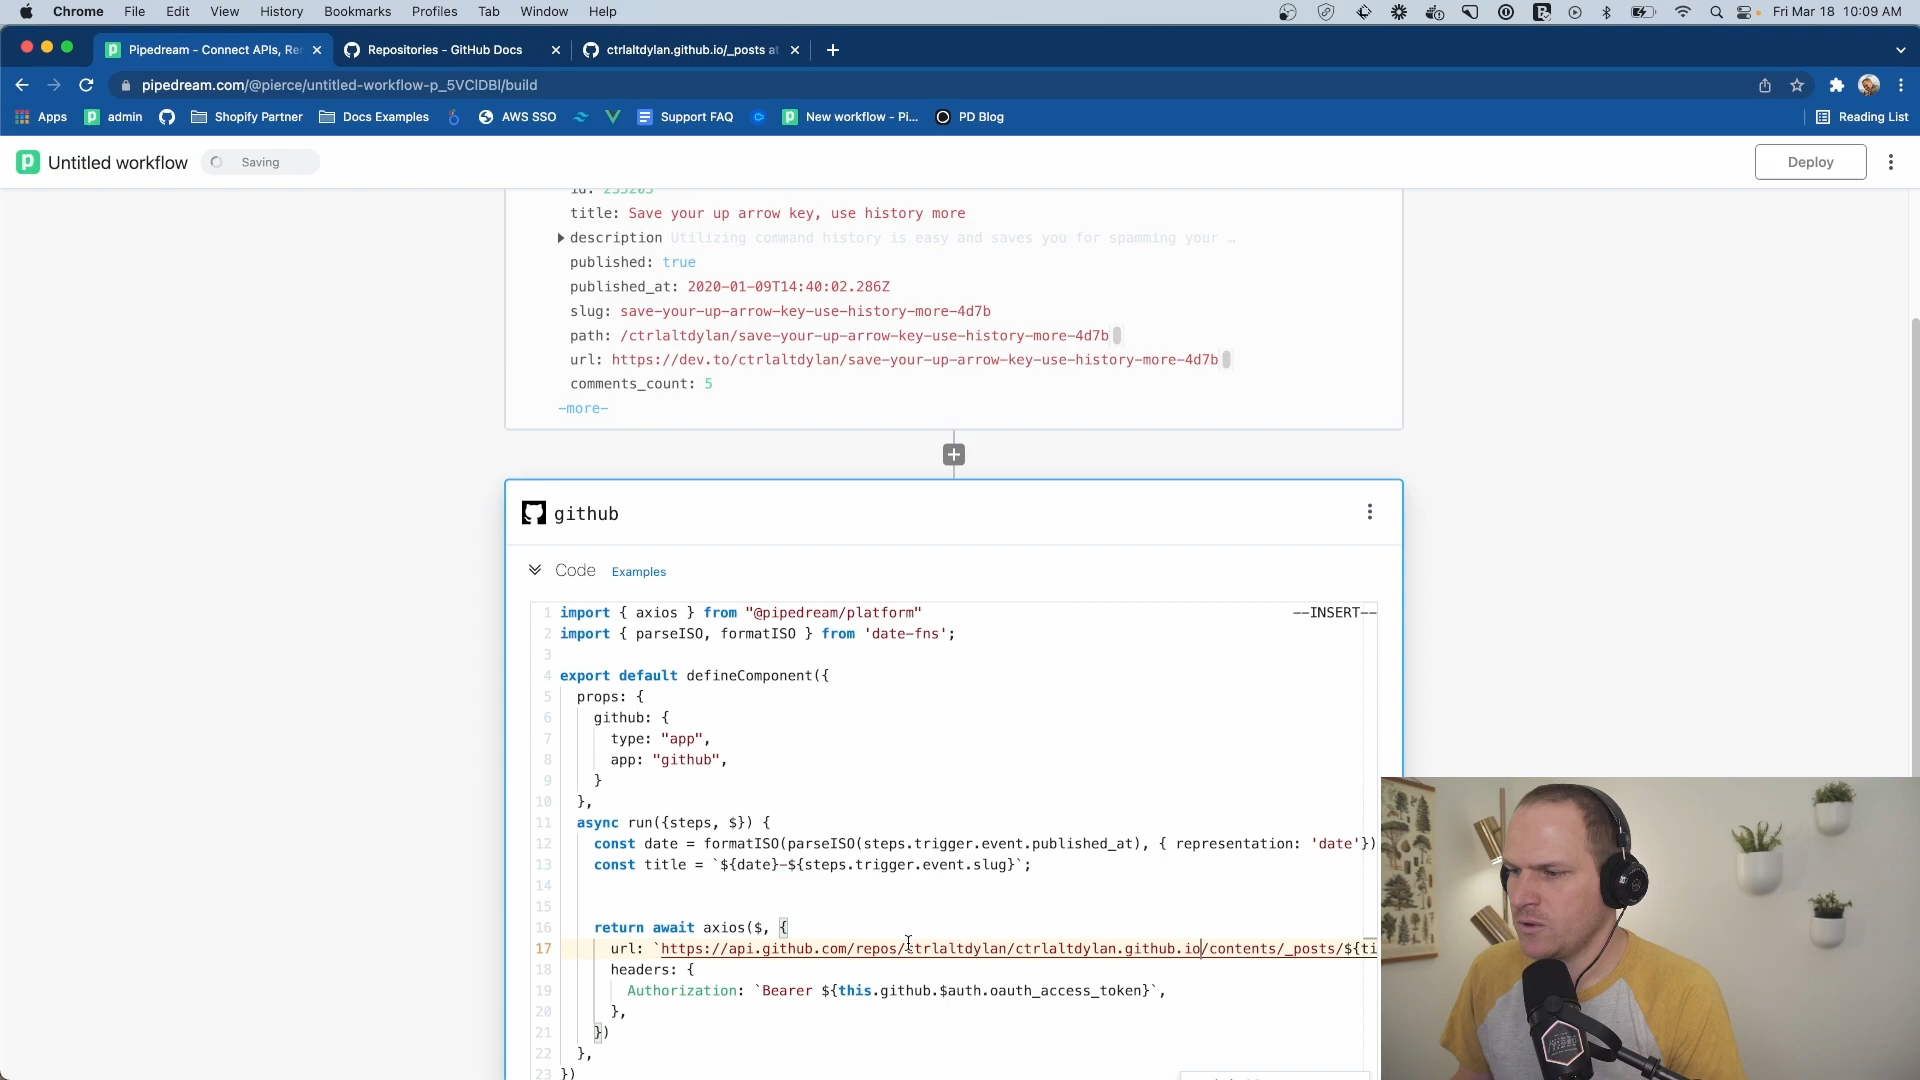 Chrome File Edit View History Bookmarks Profiles Tab Window Help Fri Mar 18 10:09 AM
Pipedream - Connect APIs, Re Repositories - GitHub Docs ctrlaltdylan.github.io/_posts at
pipedream.com/@pierce/untitled-workflow-p_5VClDBl/build
Apps admin Shopify Partner Docs Examples AWS SSO Support FAQ New workflow - Pi... PD Blog Reading List
Untitled workflow Saving Deploy
id: 235205
title: Save your up arrow key, use history more
description Utilizing command history is easy and saves you for spamming your …
published: true
published_at: 2020-01-09T14:40:02.286Z
slug: save-your-up-arrow-key-use-history-more-4d7b
path: /ctrlaltdylan/save-your-up-arrow-key-use-history-more-4d7b
url: https://dev.to/ctrlaltdylan/save-your-up-arrow-key-use-history-more-4d7b
comments_count: 5
-more-
github
Code Examples
1 import { axios } from "@pipedream/platform" --INSERT--
2 import { parseISO, formatISO } from 'date-fns';
3
4 export default defineComponent({
5 props: {
6 github: {
7 type: "app",
8 app: "github",
9 }
10 },
11 async run({steps, $}) {
12 const date = formatISO(parseISO(steps.trigger.event.published_at), { representation: 'date'})
13 const title = `${date}-${steps.trigger.event.slug}`;
14
15
16 return await axios($, {
17 url: `https://api.github.com/repos/ctrlaltdylan/ctrlaltdylan.github.io/contents/_posts/${ti
18 headers: {
19 Authorization: `Bearer ${this.github.$auth.oauth_access_token}`,
20 },
21 })
22 },
23 })